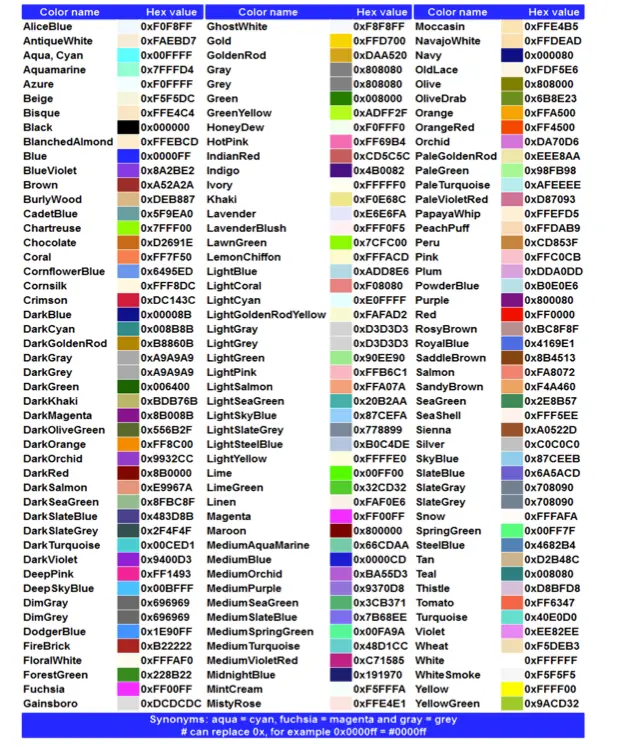 Color name Hex value Color name Hex value Color name Hex value
AliceBlue 0xF0F8FF GhostWhite 0xF8F8FF Moccasin 0xFFE4B5
AntiqueWhite 0xFAEBD7 Gold 0xFFD700 NavajoWhite 0xFFDEAD
Aqua, Cyan 0x00FFFF GoldenRod 0xDAA520 Navy 0x000080
Aquamarine 0x7FFFD4 Gray 0x808080 OldLace 0xFDF5E6
Azure 0xF0FFFF Grey 0x808080 Olive 0x808000
Beige 0xF5F5DC Green 0x008000 OliveDrab 0x6B8E23
Bisque 0xFFE4C4 GreenYellow 0xADFF2F Orange 0xFFA500
Black 0x000000 HoneyDew 0xF0FFF0 OrangeRed 0xFF4500
BlanchedAlmond 0xFFEBCD HotPink 0xFF69B4 Orchid 0xDA70D6
Blue 0x0000FF IndianRed 0xCD5C5C PaleGoldenRod 0xEEE8AA
BlueViolet 0x8A2BE2 Indigo 0x4B0082 PaleGreen 0x98FB98
Brown 0xA52A2A Ivory 0xFFFFF0 PaleTurquoise 0xAFEEEE
BurlyWood 0xDEB887 Khaki 0xF0E68C PaleVioletRed 0xD87093
CadetBlue 0x5F9EA0 Lavender 0xE6E6FA PapayaWhip 0xFFEFD5
Chartreuse 0x7FFF00 LavenderBlush 0xFFF0F5 PeachPuff 0xFFDAB9
Chocolate 0xD2691E LawnGreen 0x7CFC00 Peru 0xCD853F
Coral 0xFF7F50 LemonChiffon 0xFFFACD Pink 0xFFC0CB
CornflowerBlue 0x6495ED LightBlue 0xADD8E6 Plum 0xDDA0DD
Cornsilk 0xFFF8DC LightCoral 0xF08080 PowderBlue 0xB0E0E6
Crimson 0xDC143C LightCyan 0xE0FFFF Purple 0x800080
DarkBlue 0x00008B LightGoldenRodYellow 0xFAFAD2 Red 0xFF0000
DarkCyan 0x008B8B LightGray 0xD3D3D3 RosyBrown 0xBC8F8F
DarkGoldenRod 0xB8860B LightGrey 0xD3D3D3 RoyalBlue 0x4169E1
DarkGray 0xA9A9A9 LightGreen 0x90EE90 SaddleBrown 0x8B4513
DarkGrey 0xA9A9A9 LightPink 0xFFB6C1 Salmon 0xFA8072
DarkGreen 0x006400 LightSalmon 0xFFA07A SandyBrown 0xF4A460
DarkKhaki 0xBDB76B LightSeaGreen 0x20B2AA SeaGreen 0x2E8B57
DarkMagenta 0x8B008B LightSkyBlue 0x87CEFA SeaShell 0xFFF5EE
DarkOliveGreen 0x556B2F LightSlateGrey 0x778899 Sienna 0xA0522D
DarkOrange 0xFF8C00 LightSteelBlue 0xB0C4DE Silver 0xC0C0C0
DarkOrchid 0x9932CC LightYellow 0xFFFFE0 SkyBlue 0x87CEEB
DarkRed 0x8B0000 Lime 0x00FF00 SlateBlue 0x6A5ACD
DarkSalmon 0xE9967A LimeGreen 0x32CD32 SlateGray 0x708090
DarkSeaGreen 0x8FBC8F Linen 0xFAF0E6 SlateGrey 0x708090
DarkSlateBlue 0x483D8B Magenta 0xFF00FF Snow 0xFFFAFA
DarkSlateGrey 0x2F4F4F Maroon 0x800000 SpringGreen 0x00FF7F
DarkTurquoise 0x00CED1 MediumAquaMarine 0x66CDAA SteelBlue 0x4682B4
DarkViolet 0x9400D3 MediumBlue 0x0000CD Tan 0xD2B48C
DeepPink 0xFF1493 MediumOrchid 0xBA55D3 Teal 0x008080
DeepSkyBlue 0x00BFFF MediumPurple 0x9370D8 Thistle 0xD8BFD8
DimGray 0x696969 MediumSeaGreen 0x3CB371 Tomato 0xFF6347
DimGrey 0x696969 MediumSlateBlue 0x7B68EE Turquoise 0x40E0D0
DodgerBlue 0x1E90FF MediumSpringGreen 0x00FA9A Violet 0xEE82EE
FireBrick 0xB22222 MediumTurquoise 0x48D1CC Wheat 0xF5DEB3
FloralWhite 0xFFFAF0 MediumVioletRed 0xC71585 White 0xFFFFFF
ForestGreen 0x228B22 MidnightBlue 0x191970 WhiteSmoke 0xF5F5F5
Fuchsia 0xFF00FF MintCream 0xF5FFFA Yellow 0xFFFF00
Gainsboro 0xDCDCDC MistyRose 0xFFE4E1 YellowGreen 0x9ACD32
Synonyms: aqua = cyan, fuchsia = magenta and gray = grey
# can replace 0x, for example 0x0000ff = #0000ff